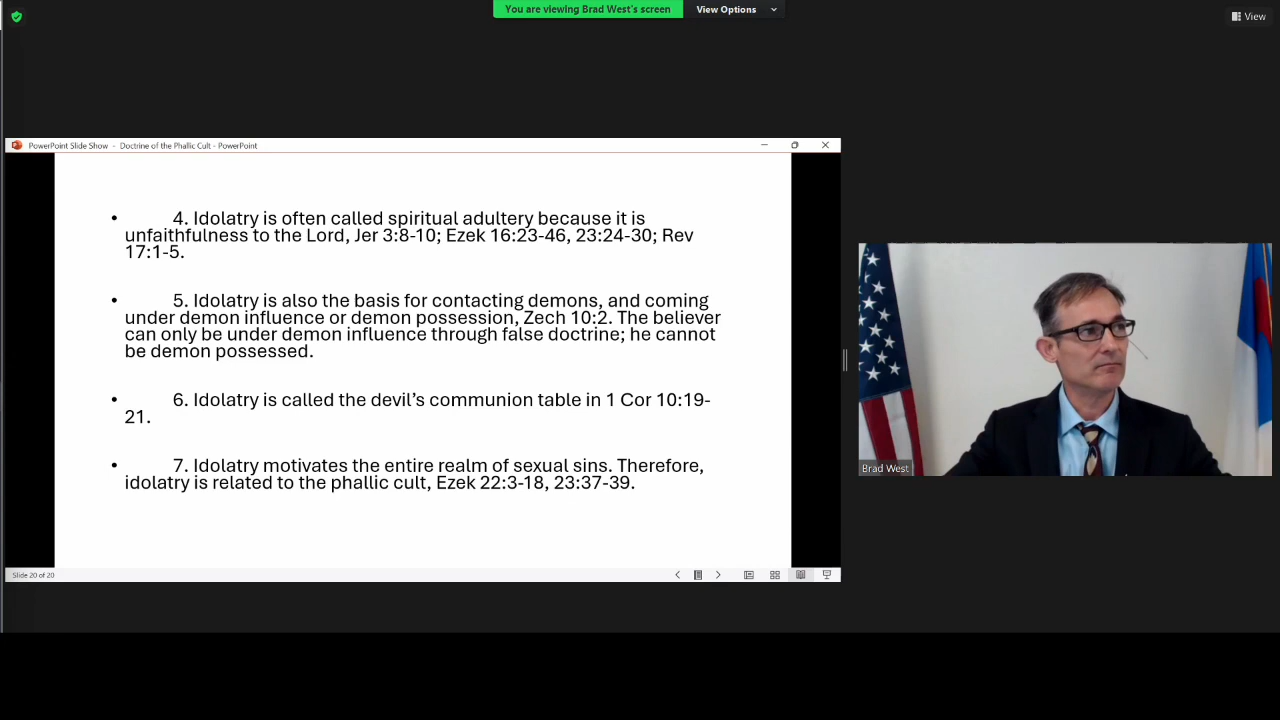 You are viewing Brad West's screen
View Options
View
PowerPoint Slide Show - Doctrine of the Phallic Cult - PowerPoint
• 4. Idolatry is often called spiritual adultery because it is
unfaithfulness to the Lord, Jer 3:8-10; Ezek 16:23-46, 23:24-30; Rev
17:1-5.
• 5. Idolatry is also the basis for contacting demons, and coming
under demon influence or demon possession, Zech 10:2. The believer
can only be under demon influence through false doctrine; he cannot
be demon possessed.
• 6. Idolatry is called the devil’s communion table in 1 Cor 10:19-
21.
• 7. Idolatry motivates the entire realm of sexual sins. Therefore,
idolatry is related to the phallic cult, Ezek 22:3-18, 23:37-39.
Slide 20 of 20
Brad West